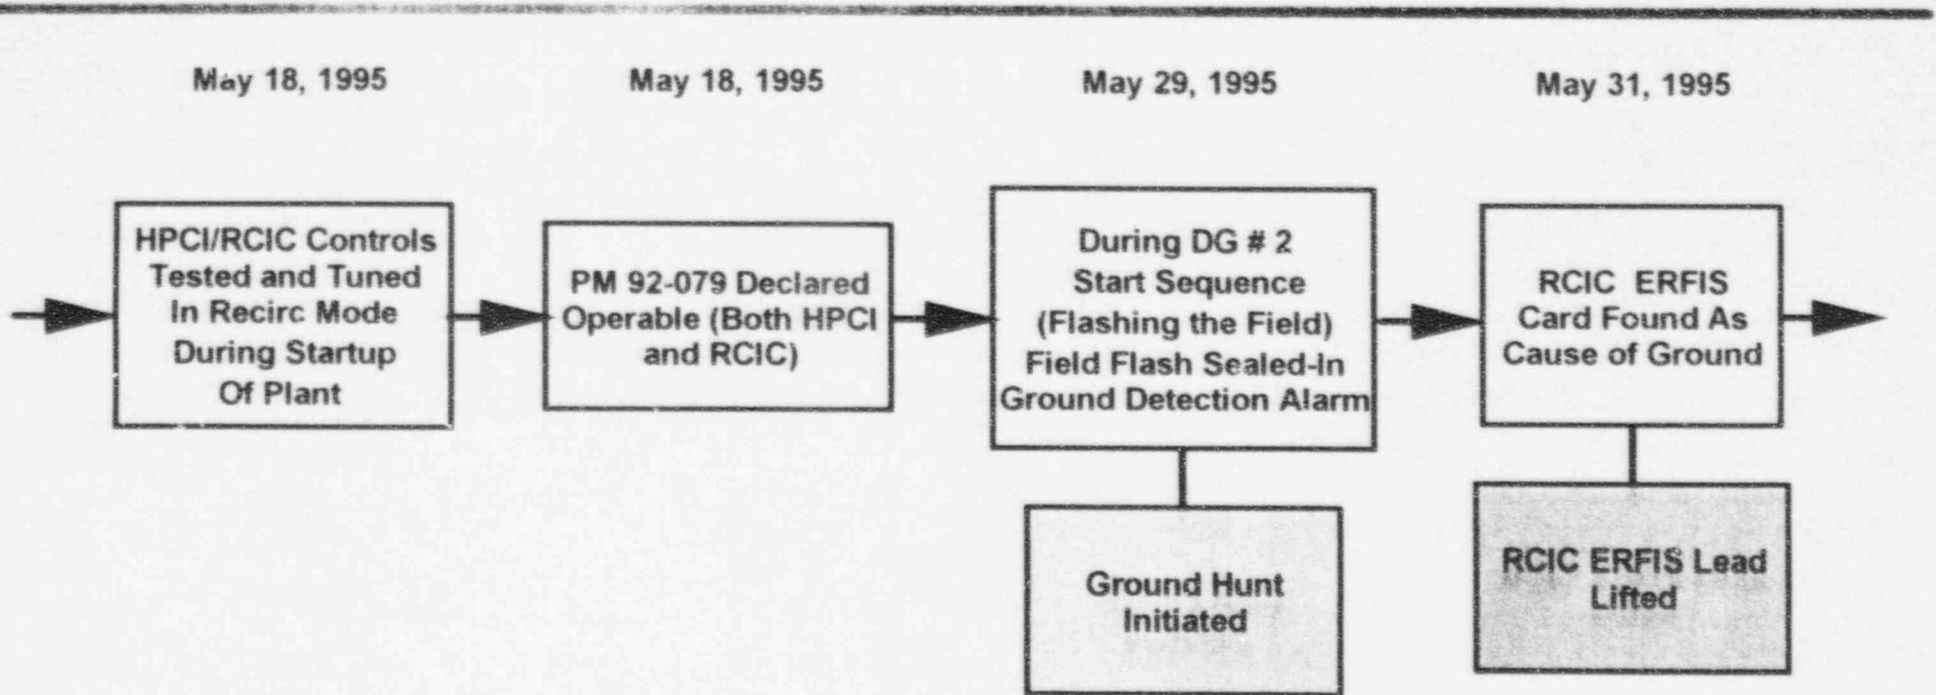 May 18, 1995
May 18, 1995
May 29, 1995
May 31, 1995
HPCI/RCIC Controls
Tested and Tuned
In Recirc Mode
During Startup
Of Plant
PM 92-079 Declared
Operable (Both HPCI
and RCIC)
During DG # 2
Start Sequence
(Flashing the Field)
Field Flash Sealed-In
Ground Detection Alarm
RCIC ERFIS
Card Found As
Cause of Ground
Ground Hunt
Initiated
RCIC ERFIS Lead
Lifted